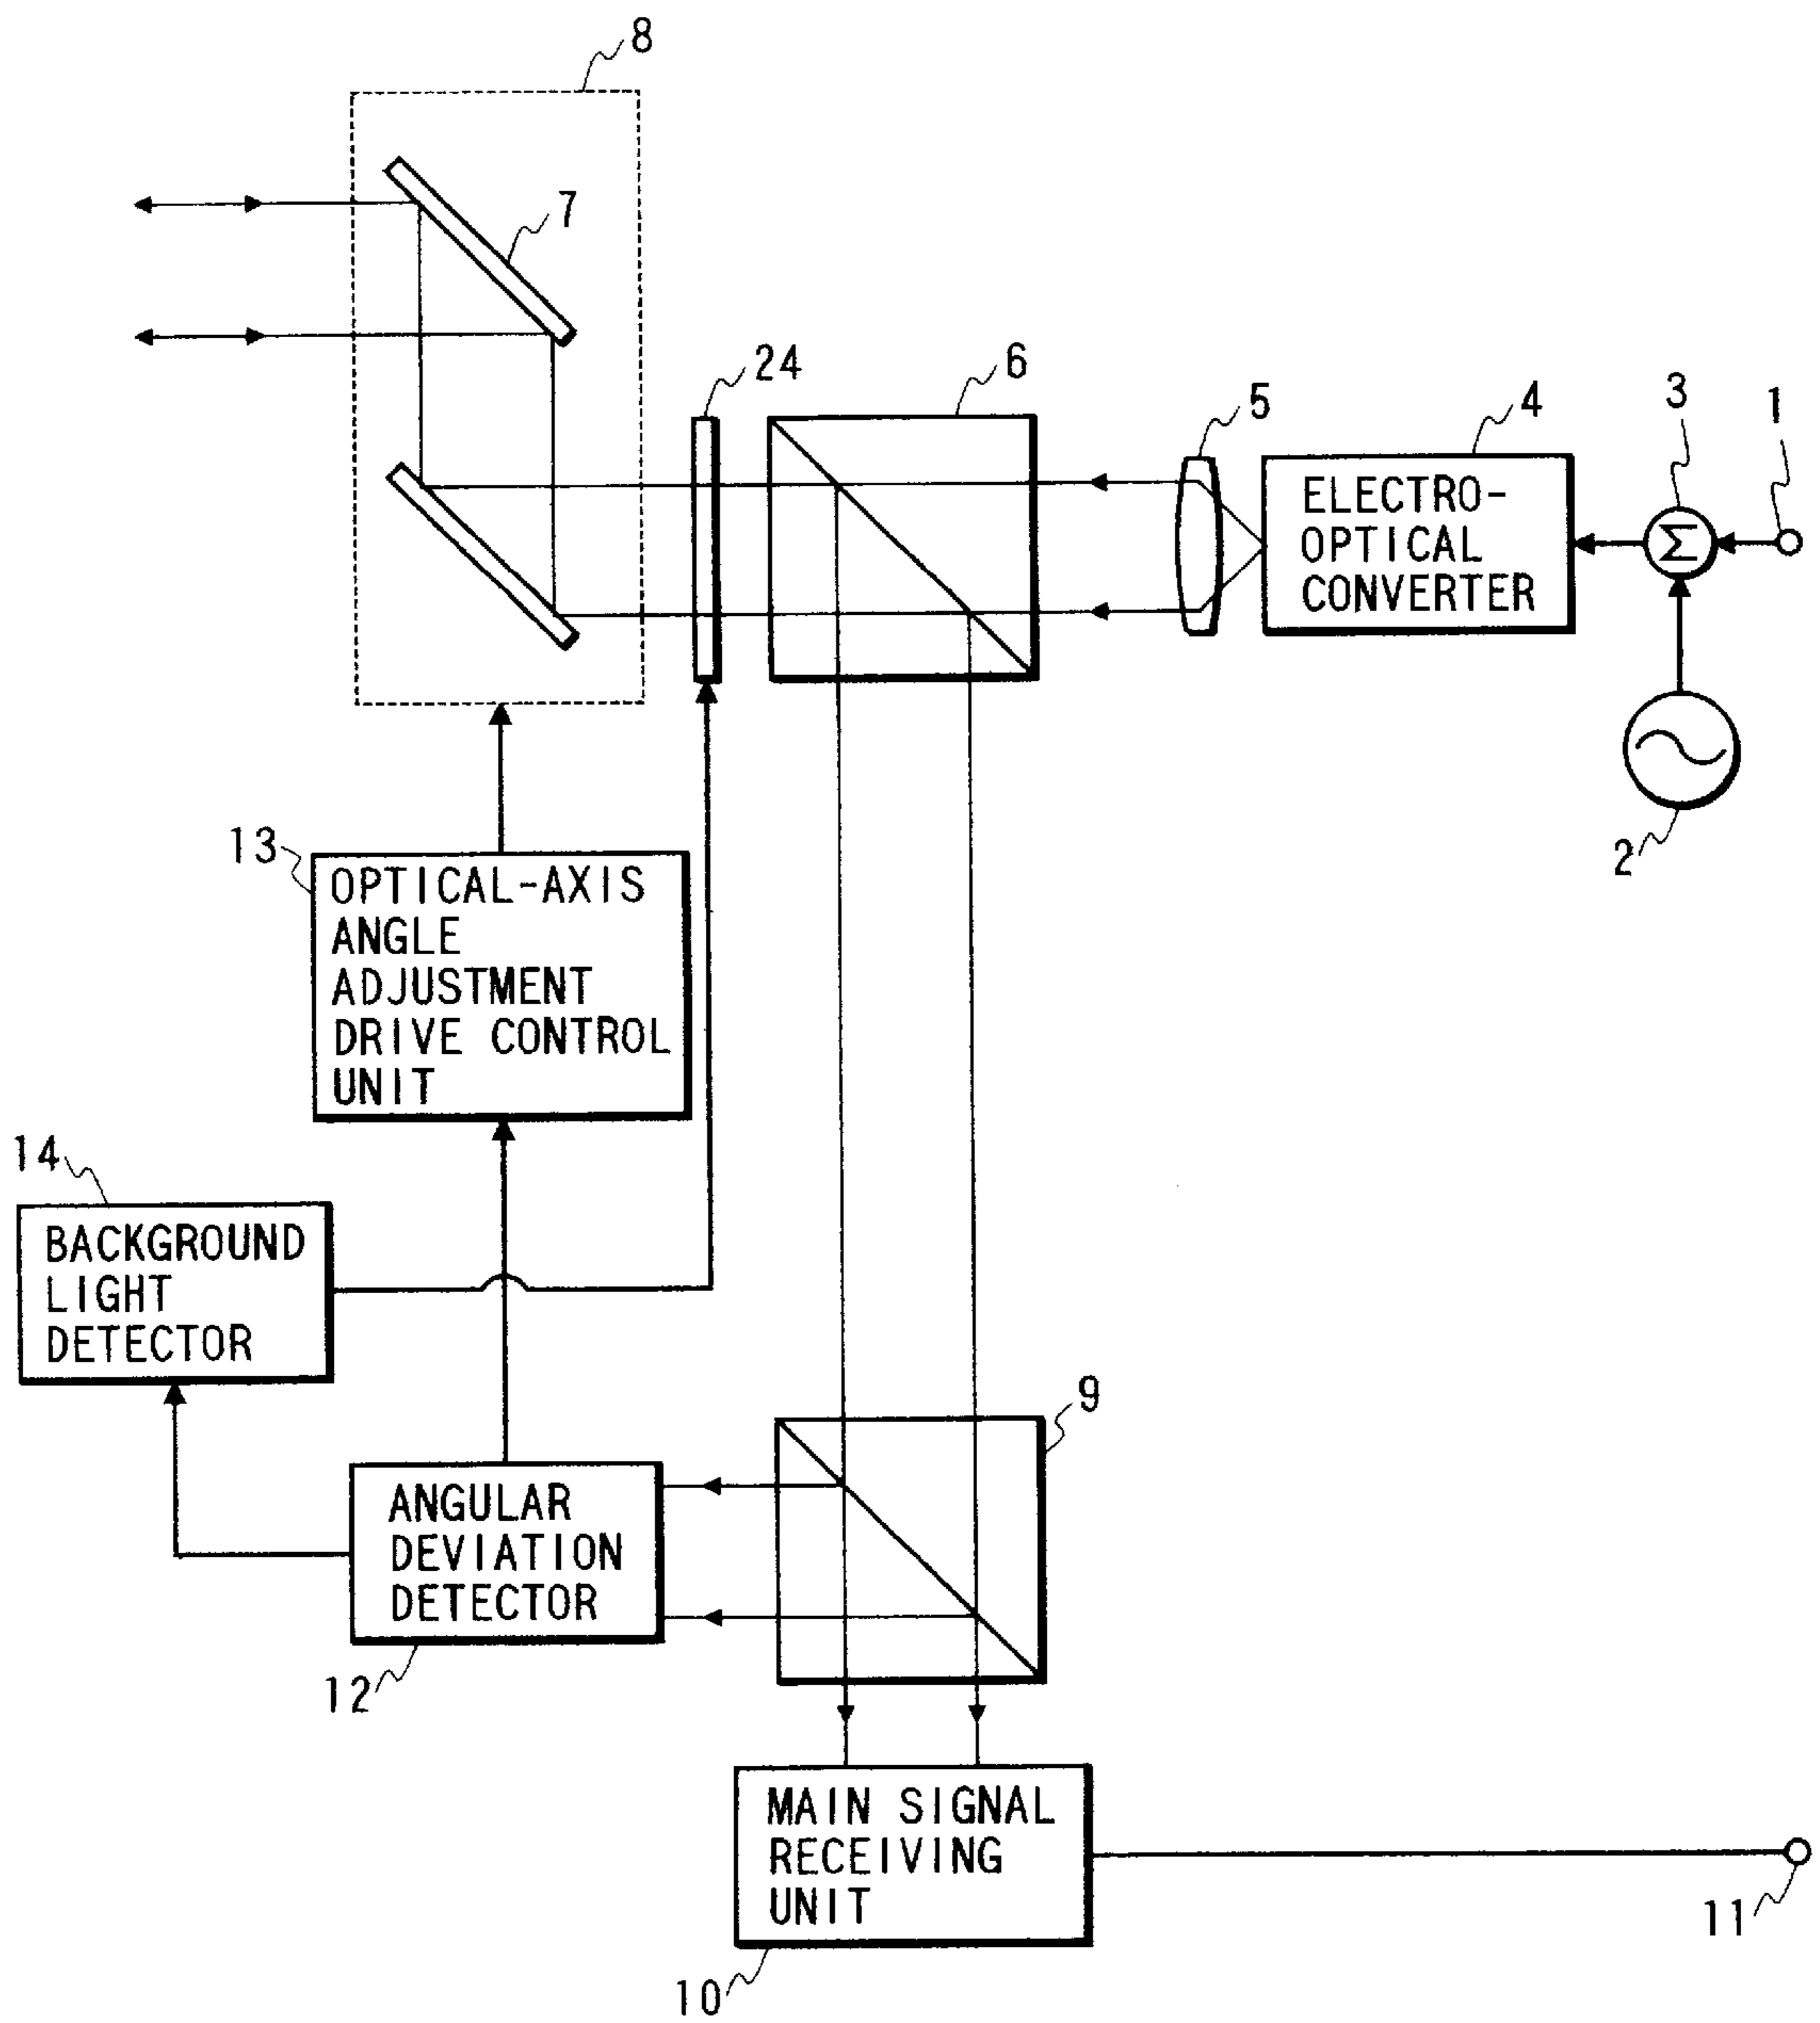 8
7
24
6
5
4
3
1
ELECTRO-
OPTICAL
CONVERTER
Σ
2
13
OPTICAL-AXIS
ANGLE
ADJUSTMENT
DRIVE CONTROL
UNIT
14
BACKGROUND
LIGHT
DETECTOR
9
ANGULAR
DEVIATION
DETECTOR
12
MAIN SIGNAL
RECEIVING
UNIT
11
10